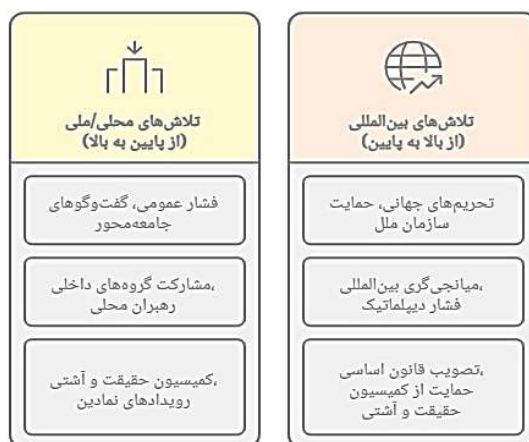 تلاش‌های بین‌المللی
(از بالا به پایین)
تحریم‌های جهانی، حمایت
سازمان ملل
میانجی‌گری بین‌المللی،
فشار دیپلماتیک
تصویب قانون اساسی،
حمایت از کمیسیون
حقیقت و آشتی
تلاش‌های محلی/ملی
(از پایین به بالا)
فشار عمومی، گفت‌وگوهای
جامعه‌محور
مشارکت گروه‌های داخلی،
رهبران محلی
کمیسیون حقیقت و آشتی،
رویدادهای نمادین